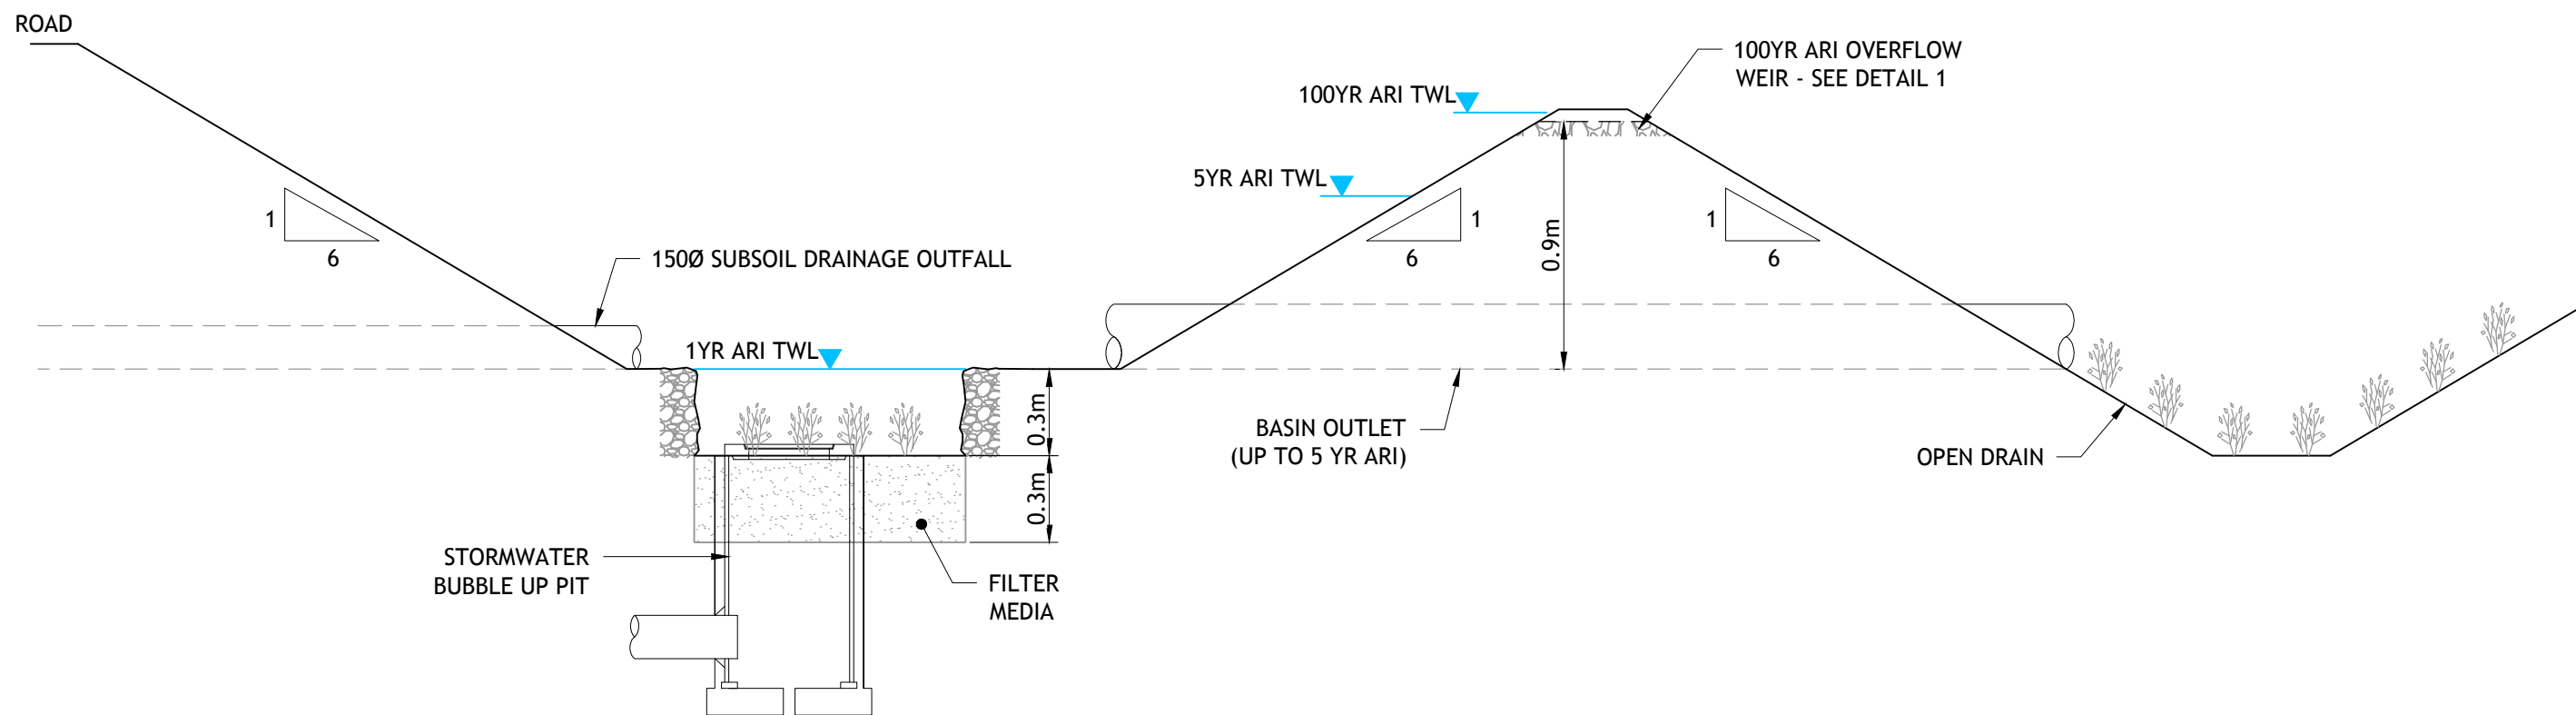 ROAD
100YR ARI OVERFLOW
WEIR - SEE DETAIL 1
100YR ARI TWL
5YR ARI TWL
1
6
1
6
1
6
0.9m
150Ø SUBSOIL DRAINAGE OUTFALL
1YR ARI TWL
0.3m
BASIN OUTLET
(UP TO 5 YR ARI)
OPEN DRAIN
0.3m
STORMWATER
BUBBLE UP PIT
FILTER
MEDIA